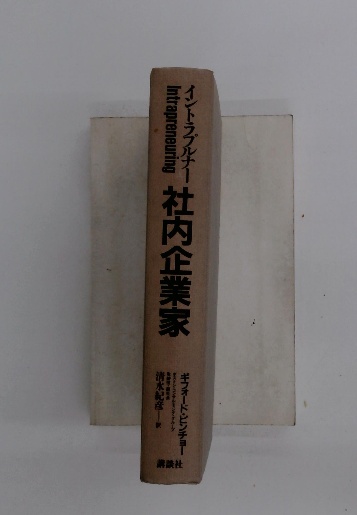 イントラプルナー
Intrapreneuring
社内企業家
ギフォード・ピンチョー
清水紀彦—訳
講談社